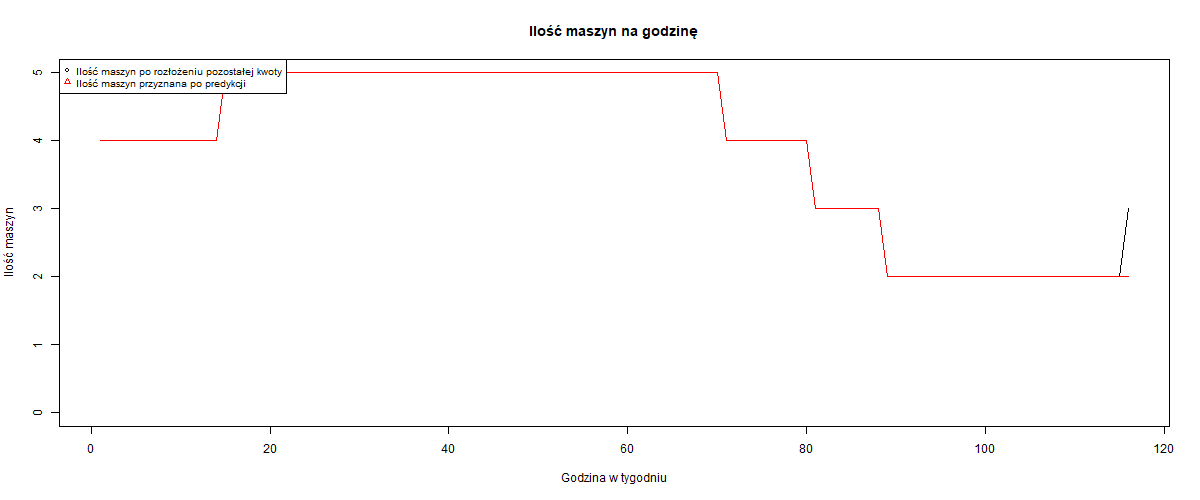 Ilość maszyn na godzinę
Ilość maszyn po rozłożeniu pozostałej kwoty
Ilość maszyn przyznana po predykcji
Ilość maszyn
5
4
3
2
1
0
0 20 40 60 80 100 120
Godzina w tygodniu